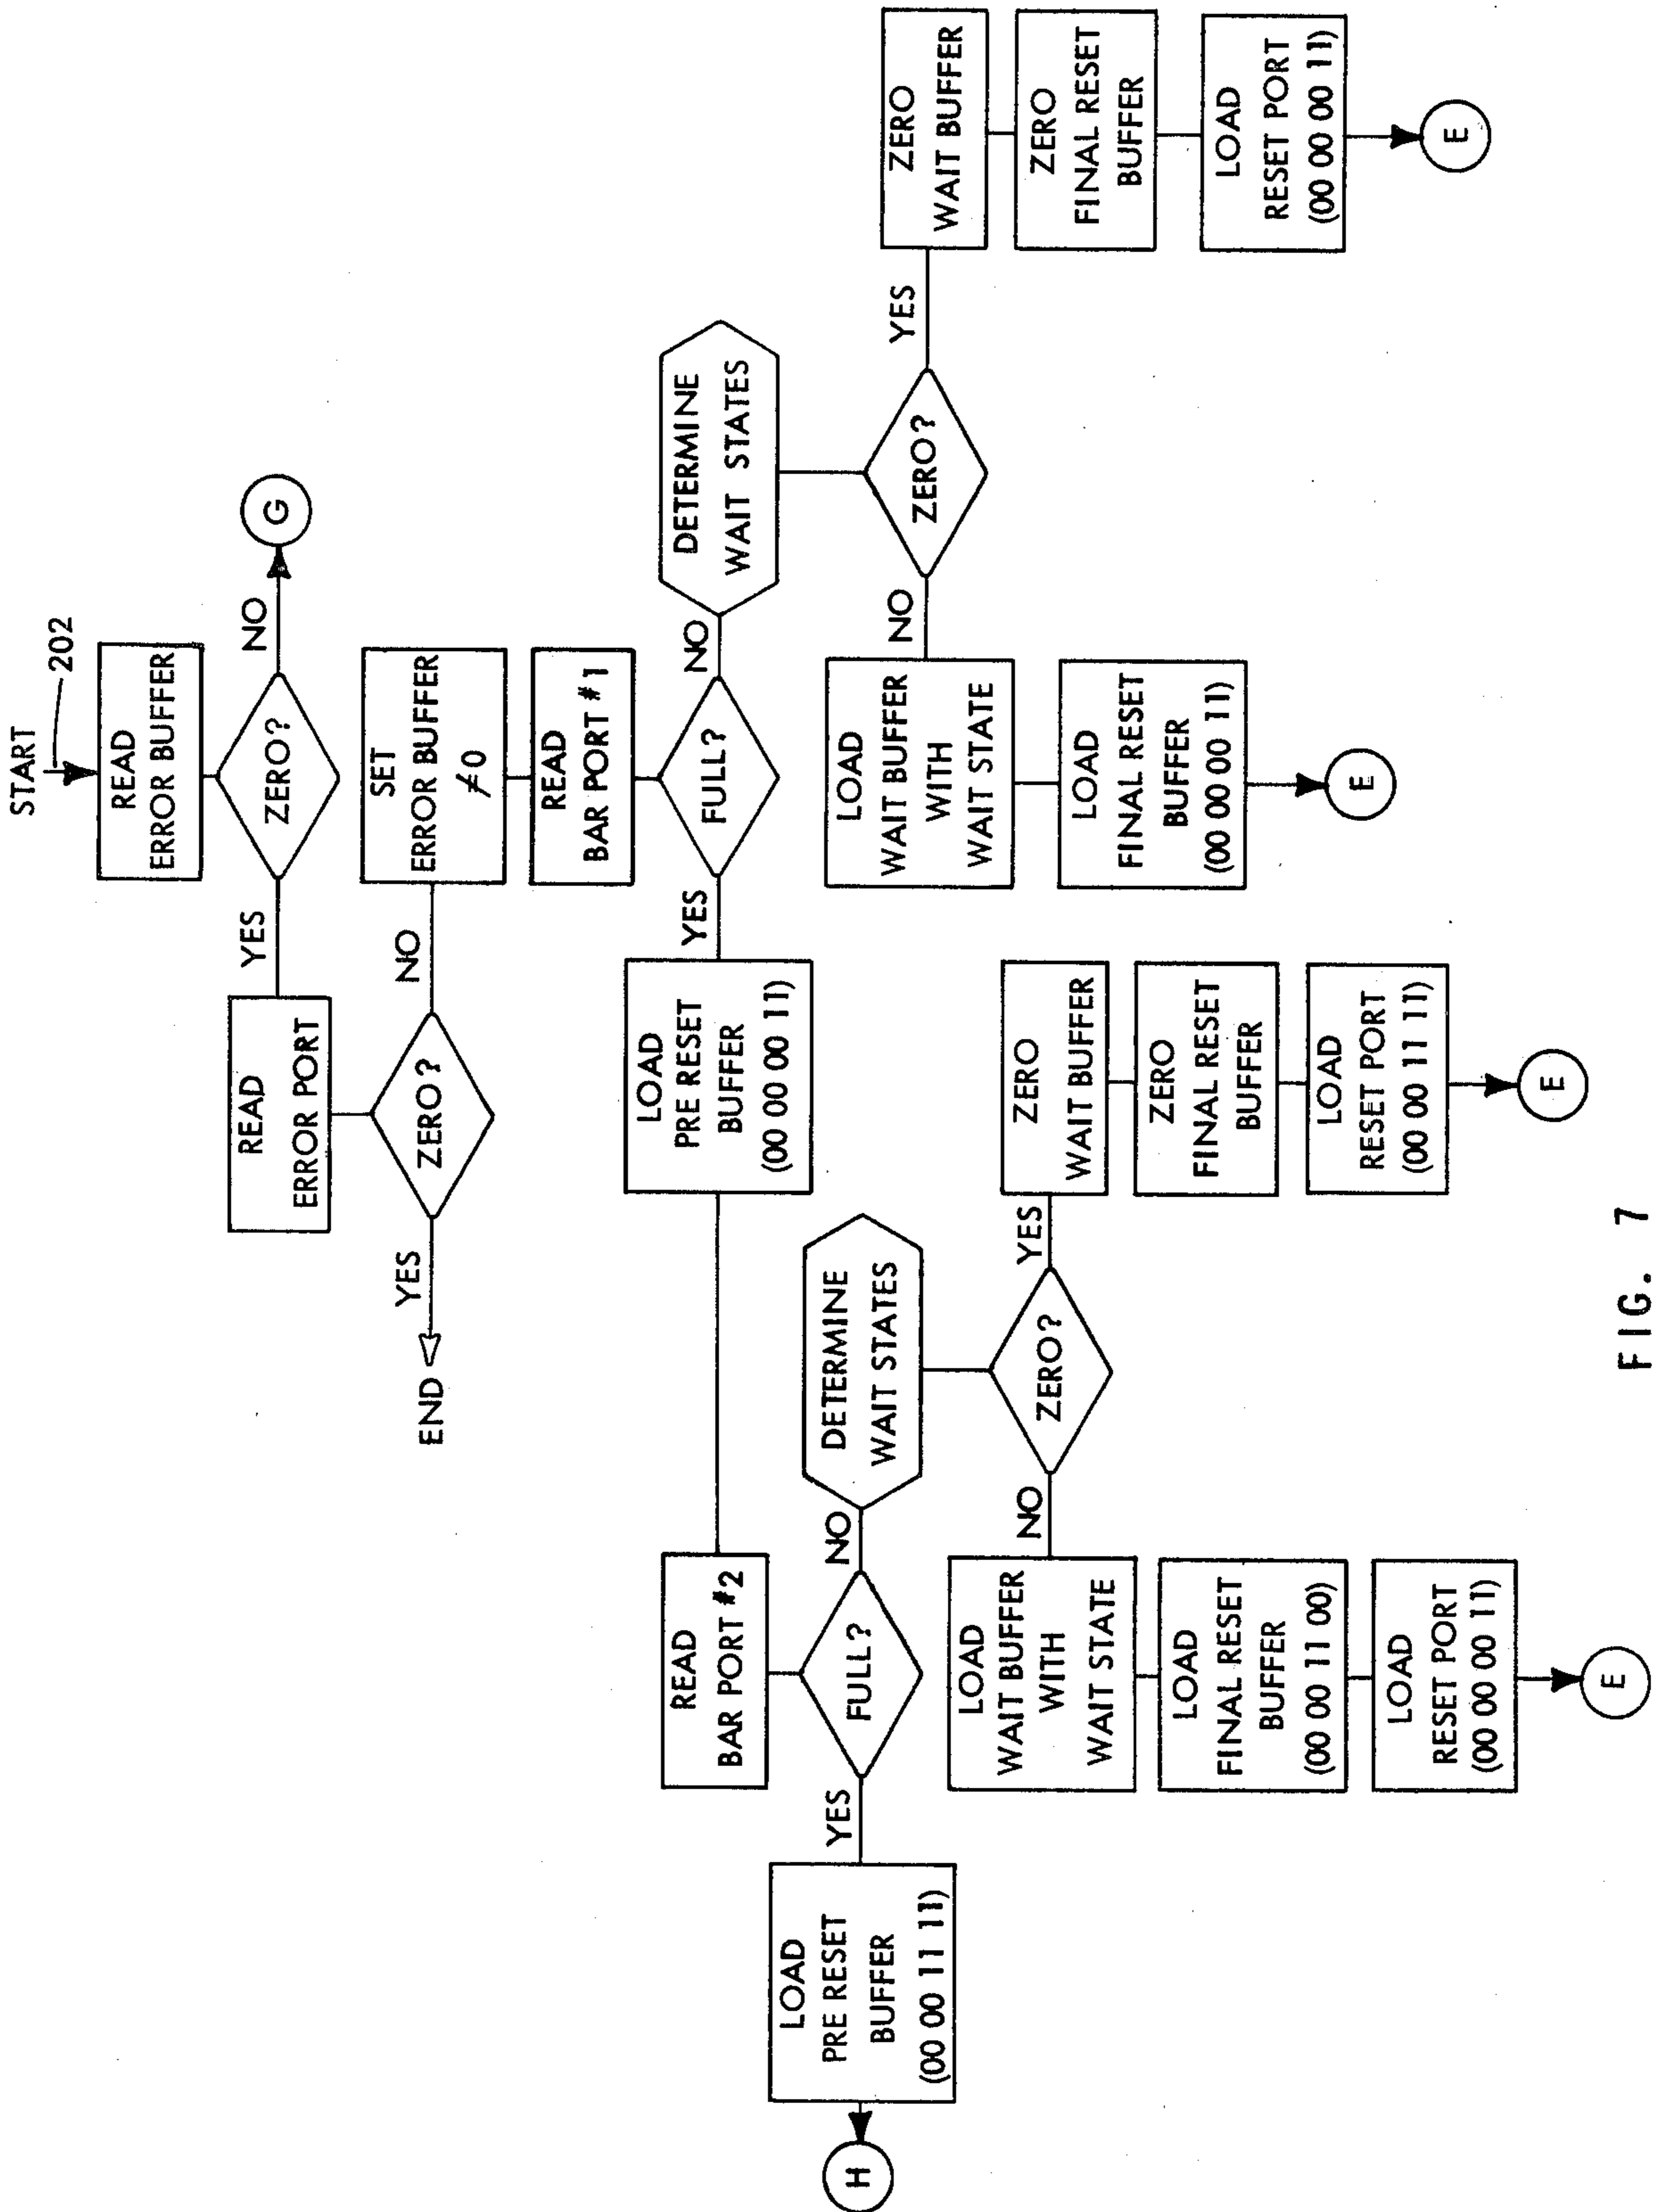 START
202
READ
ERROR BUFFER
ZERO?
NO
G
YES
READ
ERROR PORT
ZERO?
YES
END
NO
SET
ERROR BUFFER
≠0
READ
BAR PORT #1
FULL?
NO
DETERMINE
WAIT STATES
ZERO?
YES
ZERO
WAIT BUFFER
ZERO
FINAL RESET
BUFFER
LOAD
RESET PORT
(00 00 00 11)
E
NO
LOAD
WAIT BUFFER
WITH
WAIT STATE
LOAD
FINAL RESET
BUFFER
(00 00 00 11)
E
YES
LOAD
PRE RESET
BUFFER
(00 00 00 11)
READ
BAR PORT #2
FULL?
NO
DETERMINE
WAIT STATES
ZERO?
YES
ZERO
WAIT BUFFER
ZERO
FINAL RESET
BUFFER
LOAD
RESET PORT
(00 00 11 11)
E
NO
LOAD
WAIT BUFFER
WITH
WAIT STATE
LOAD
FINAL RESET
BUFFER
(00 00 11 00)
LOAD
RESET PORT
(00 00 00 11)
E
YES
LOAD
PRE RESET
BUFFER
(00 00 11 11)
H
FIG. 7